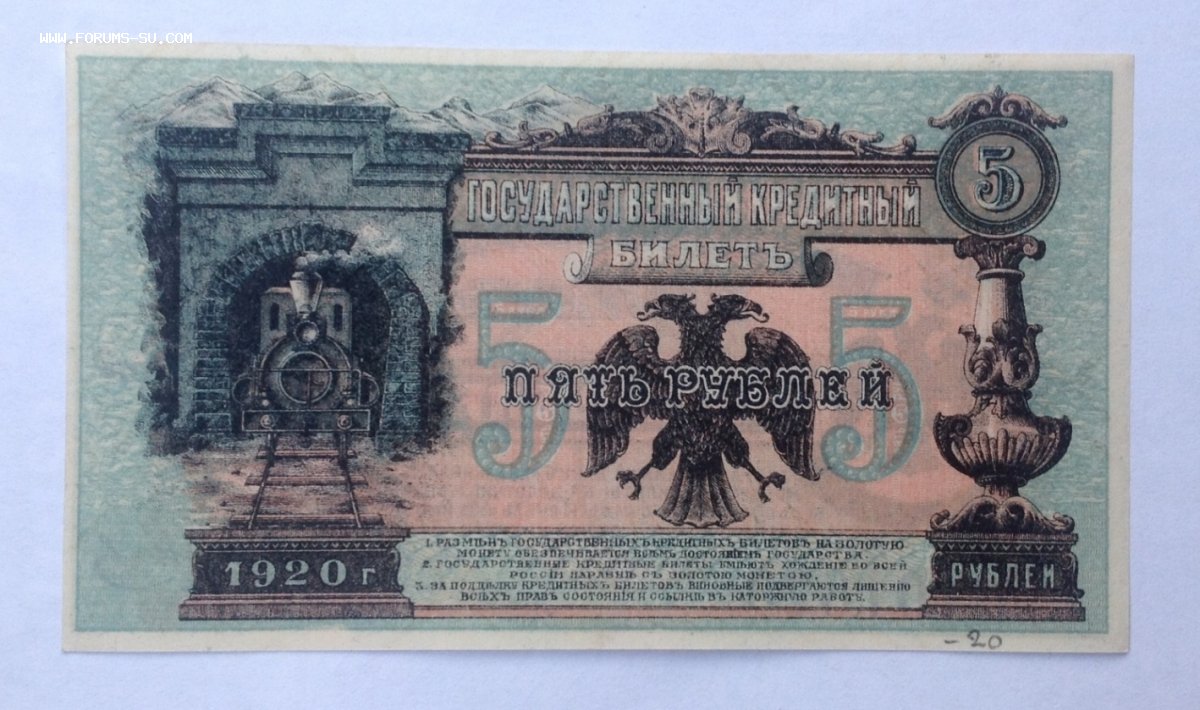 WWW.FORUMS-SU.COM
5
ГОСУДАРСТВЕННЫЙ КРЕДИТНЫЙ
БИЛЕТЪ
5 5
ПЯТЬ РУБЛЕЙ
1. РАЗМѢНЪ ГОСУДАРСТВЕННЫХЪ КРЕДИТНЫХЪ БИЛЕТОВЪ НА ЗОЛОТУЮ
МОНЕТУ ОБЕЗПЕЧИВАЕТСЯ ВСѢМЪ ДОСТОЯНІЕМЪ ГОСУДАРСТВА.
2. ГОСУДАРСТВЕННЫЕ КРЕДИТНЫЕ БИЛЕТЫ ИМѢЮТЪ ХОЖДЕНІЕ ВО ВСЕЙ
РОССІИ НАРАВНѢ СЪ ЗОЛОТОЮ МОНЕТОЮ.
3. ЗА ПОДДѢЛКУ КРЕДИТНЫХЪ БИЛЕТОВЪ ВИНОВНЫЕ ПОДВЕРГАЮТСЯ ЛИШЕНІЮ
ВСѢХЪ ПРАВЪ СОСТОЯНІЯ И ССЫЛКѢ ВЪ КАТОРЖНУЮ РАБОТУ.
1920 г
РУБЛЕЙ
-20